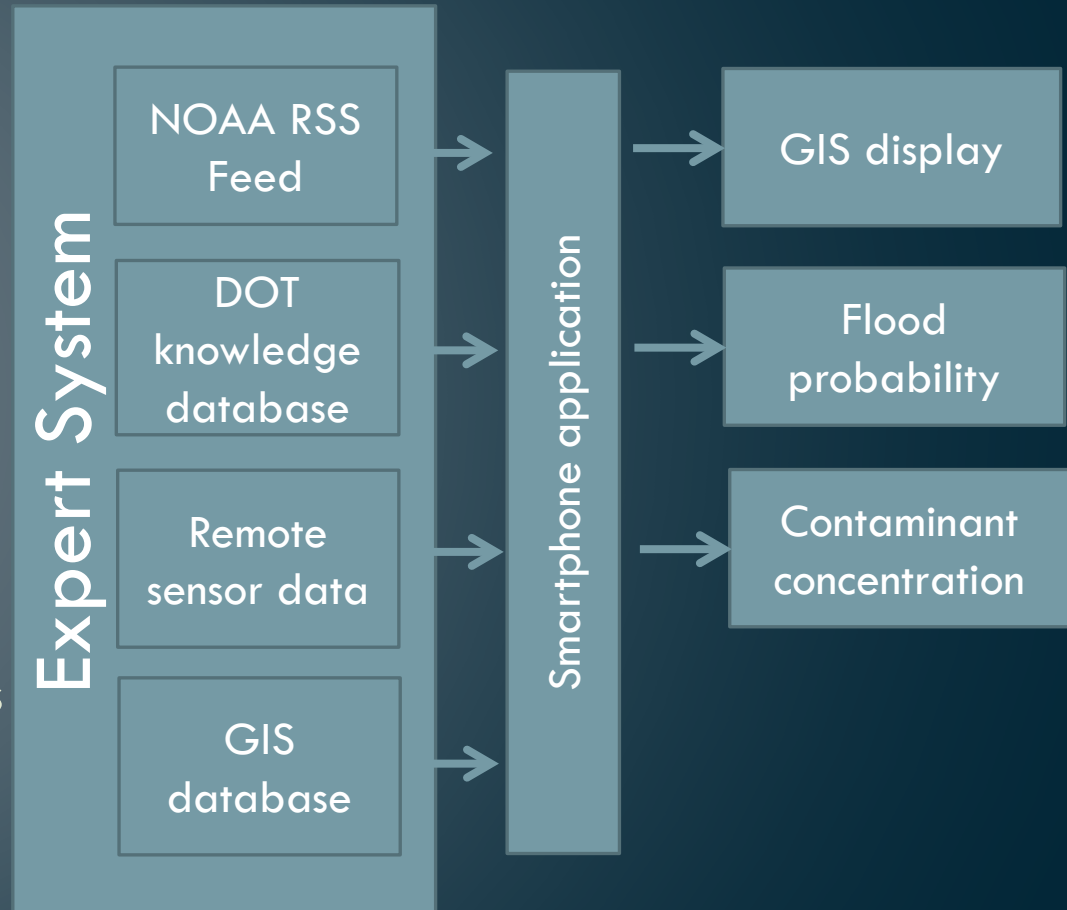 Expert System
NOAA RSS
Feed
DOT
knowledge
database
Remote
sensor data
GIS
database
Smartphone application
GIS display
Flood
probability
Contaminant
concentration